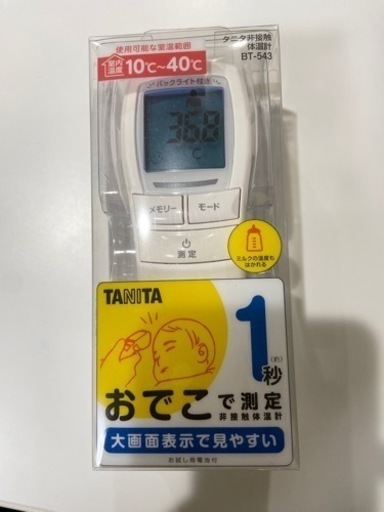 使用可能な室温範囲
室内温度
10℃～40℃
タニタ非接触
体温計
BT-543
バックライト付き
36.8
℃
メモリー
モード
測定
ミルクの温度も
はかれる
TANITA
1秒
(約)
おでこで測定
非接触体温計
大画面表示で見やすい
お試し用電池付